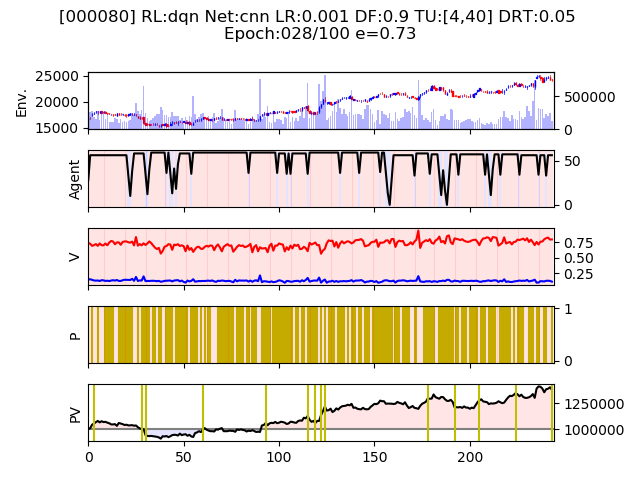 [000080] RL:dqn Net:cnn LR:0.001 DF:0.9 TU:[4,40] DRT:0.05
Epoch:028/100 e=0.73
Env.
25000
20000
15000
500000
0
Agent
50
0
V
0.75
0.50
0.25
P
1
0
PV
1250000
1000000
0
50
100
150
200